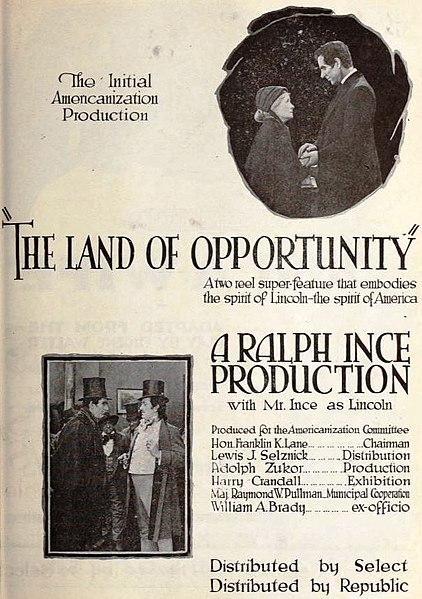 The Initial
Americanization
Production
"THE LAND OF OPPORTUNITY"
A two reel super-feature that embodies
the spirit of Lincoln-the spirit of America
A RALPH INCE
PRODUCTION
with Mr. Ince as Lincoln
Produced for the Americanization Committee
Hon. Franklin K. Lane................Chairman
Lewis J. Selznick.........Distribution
Adolph Zukor...........Production
Harry Crandall..........Exhibition
Maj. Raymond W. Pullman...Municipal Cooperation
William A. Brady.............ex-officio
Distributed by Select
Distributed by Republic